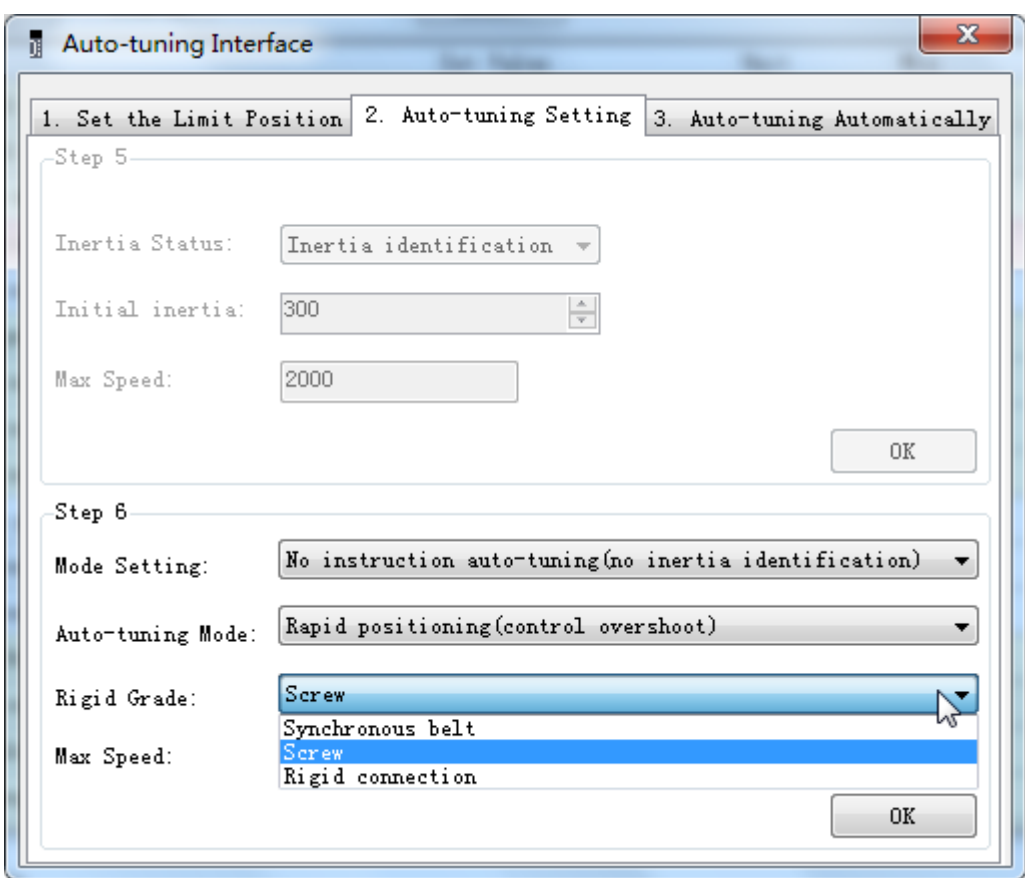 Auto-tuning Interface
1. Set the Limit Position 2. Auto-tuning Setting 3. Auto-tuning Automatically
Step 5
Inertia Status: Inertia identification
Initial inertia: 300
Max Speed: 2000
OK
Step 6
Mode Setting: No instruction auto-tuning(no inertia identification)
Auto-tuning Mode: Rapid positioning(control overshoot)
Rigid Grade: Screw
Synchronous belt
Screw
Max Speed:
Rigid connection
OK